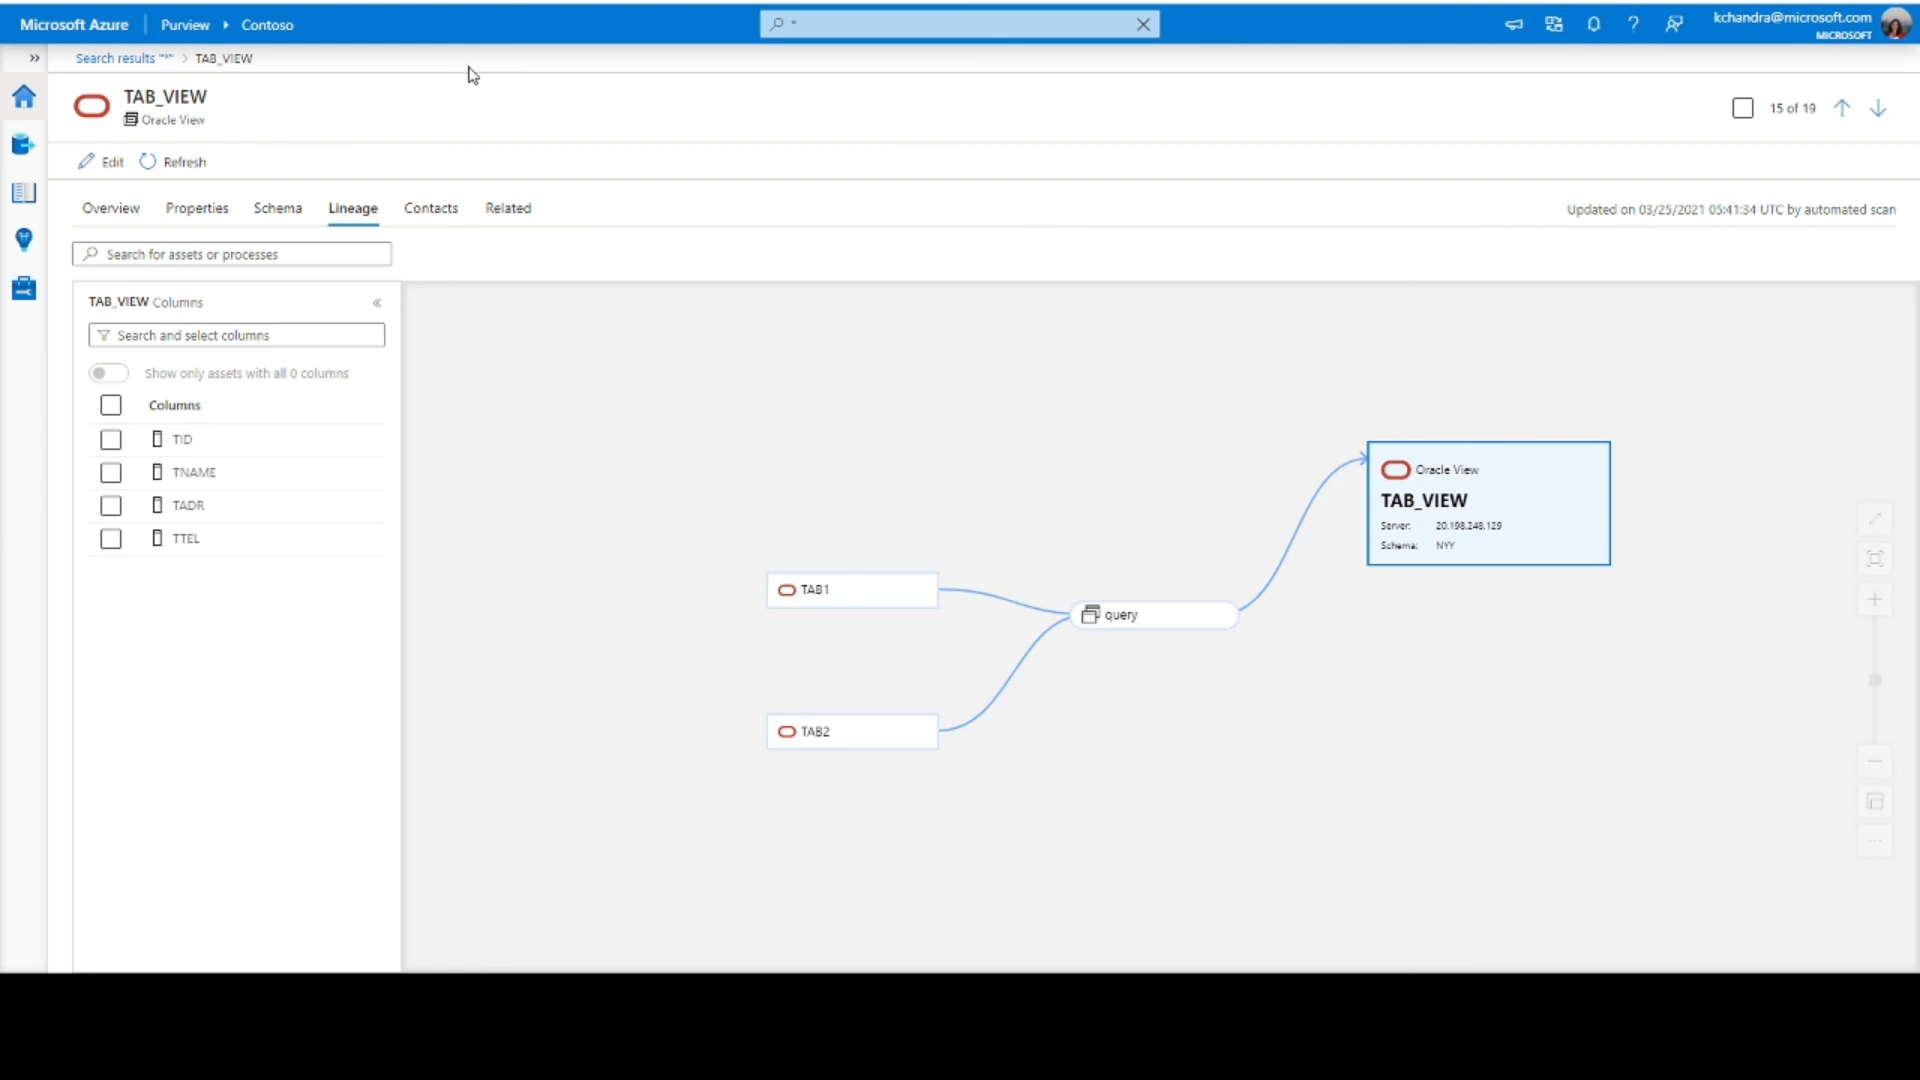 Microsoft Azure Purview Contoso
kchandra@microsoft.com
MICROSOFT
Search results "*" > TAB_VIEW
TAB_VIEW
Oracle View
15 of 19
Edit Refresh
Overview Properties Schema Lineage Contacts Related
Updated on 03/25/2021 05:41:34 UTC by automated scan
Search for assets or processes
TAB_VIEW Columns
Search and select columns
Show only assets with all 0 columns
Columns
TID
TNAME
TADR
TTEL
Oracle View
TAB_VIEW
Server: 20.198.248.129
Schema: NYY
TAB1
query
TAB2